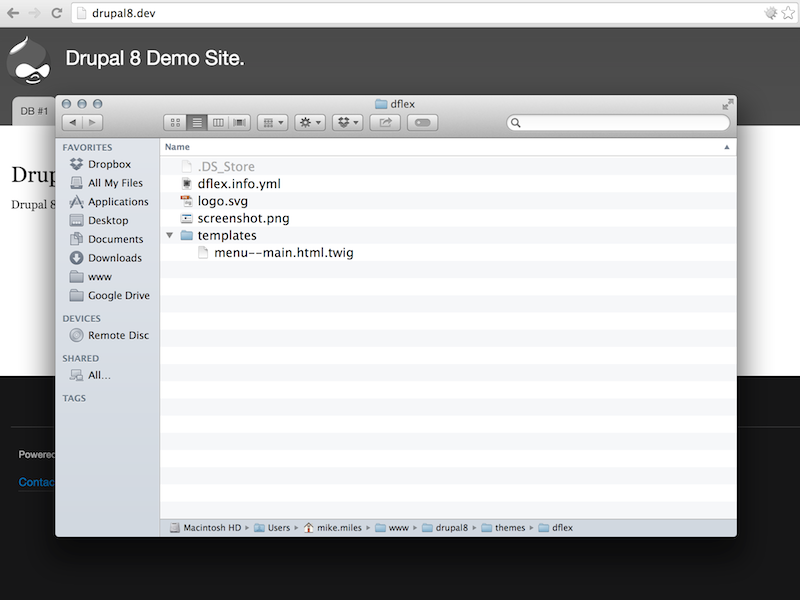 drupal8.dev
Drupal 8 Demo Site.
DB #1
dflex
FAVORITES
Dropbox
All My Files
Applications
Desktop
Documents
Downloads
www
Google Drive
DEVICES
Remote Disc
SHARED
All...
TAGS
Name
.DS_Store
dflex.info.yml
logo.svg
screenshot.png
templates
menu--main.html.twig
Drup
Drupal 8
Powered
Contac
Macintosh HD Users mike.miles www drupal8 themes dflex